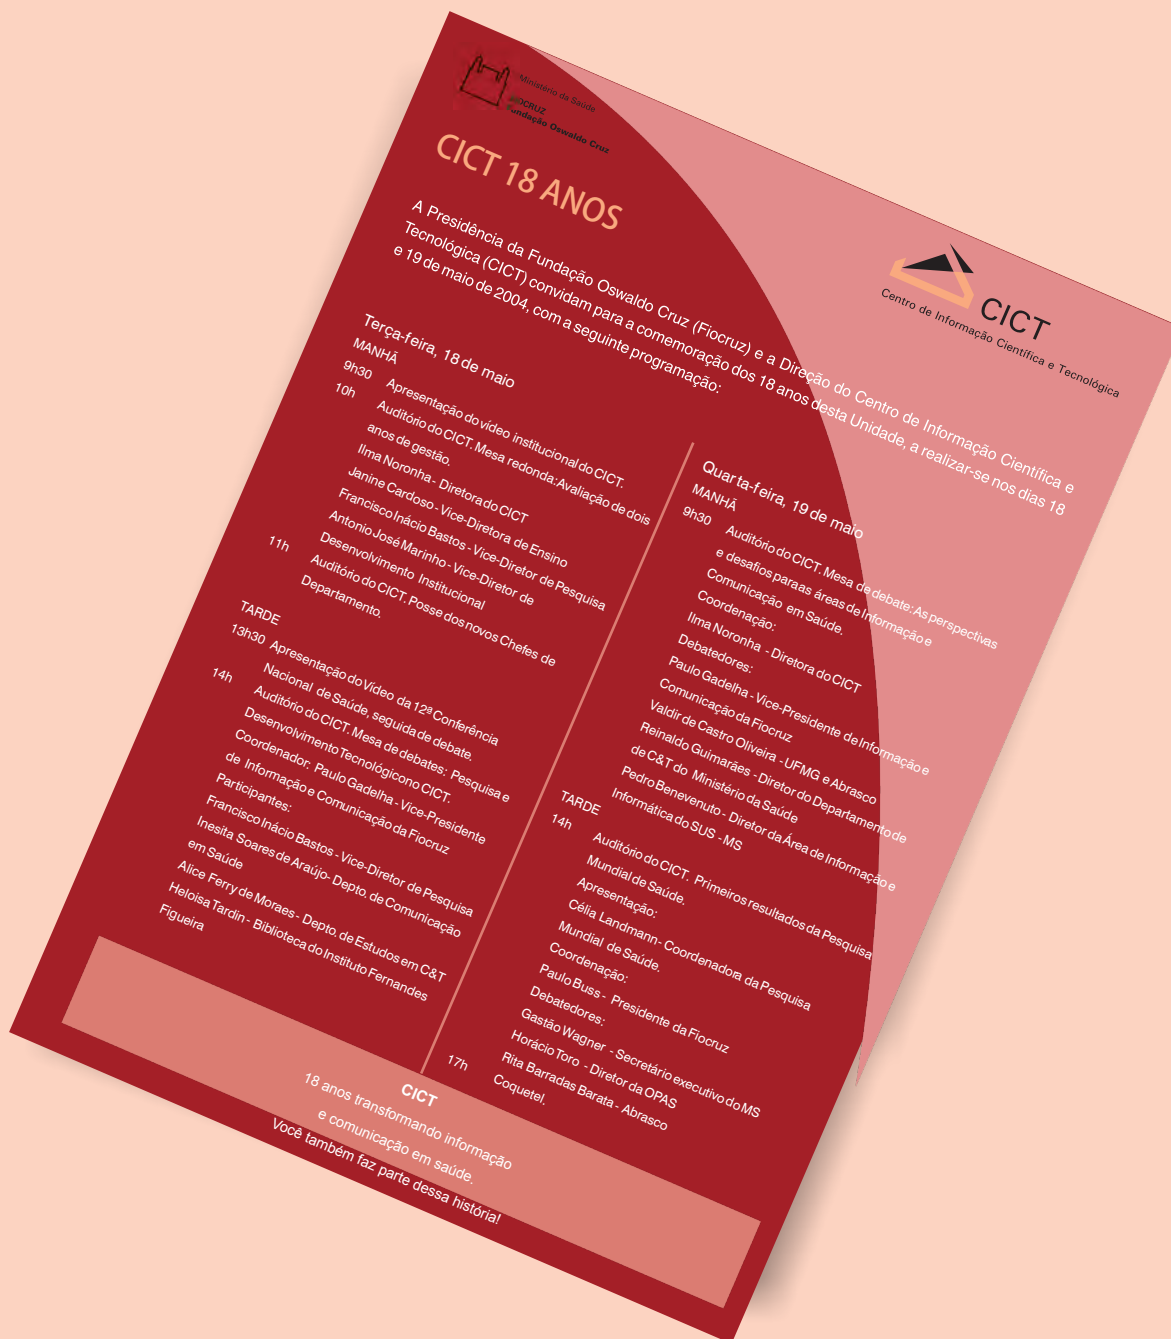 Ministério da Saúde
FIOCRUZ
Fundação Oswaldo Cruz
CICT 18 ANOS
CICT
Centro de Informação Científica e Tecnológica
A Presidência da Fundação Oswaldo Cruz (Fiocruz) e a Direção do Centro de Informação Científica e
Tecnológica (CICT) convidam para a comemoração dos 18 anos desta Unidade, a realizar-se nos dias 18
e 19 de maio de 2004, com a seguinte programação:
Terça-feira, 18 de maio
MANHÃ
9h30 Apresentação do vídeo institucional do CICT.
10h Auditório do CICT. Mesa redonda: Avaliação de dois
anos de gestão.
Ilma Noronha - Diretora do CICT
Janine Cardoso - Vice-Diretora de Ensino
Francisco Inácio Bastos - Vice-Diretor de Pesquisa
Antonio José Marinho - Vice-Diretor de
Desenvolvimento Institucional
11h Auditório do CICT. Posse dos novos Chefes de
Departamento.
TARDE
13h30 Apresentação do Vídeo da 12ª Conferência
Nacional de Saúde, seguida de debate.
14h Auditório do CICT. Mesa de debates: Pesquisa e
Desenvolvimento Tecnológico no CICT.
Coordenador: Paulo Gadelha - Vice-Presidente
de Informação e Comunicação da Fiocruz
Participantes:
Francisco Inácio Bastos - Vice-Diretor de Pesquisa
Inesita Soares de Araújo- Depto. de Comunicação
em Saúde
Alice Ferry de Moraes - Depto. de Estudos em C&T
Heloisa Tardin - Biblioteca do Instituto Fernandes
Figueira
Quarta-feira, 19 de maio
MANHÃ
9h30 Auditório do CICT. Mesa de debate: As perspectivas
e desafios para as áreas de Informação e
Comunicação em Saúde.
Coordenação:
Ilma Noronha - Diretora do CICT
Debatedores:
Paulo Gadelha - Vice-Presidente de Informação e
Comunicação da Fiocruz
Valdir de Castro Oliveira - UFMG e Abrasco
Reinaldo Guimarães - Diretor do Departamento de
de C&T do Ministério da Saúde
Pedro Benevenuto - Diretor da Área de Informação e
Informática do SUS - MS
TARDE
14h Auditório do CICT. Primeiros resultados da Pesquisa
Mundial de Saúde.
Apresentação:
Célia Landmann - Coordenadora da Pesquisa
Mundial de Saúde.
Coordenação:
Paulo Buss - Presidente da Fiocruz
Debatedores:
Gastão Wagner - Secretário executivo do MS
Horácio Toro - Diretor da OPAS
Rita Barradas Barata - Abrasco
17h Coquetel.
CICT
18 anos transformando informação
e comunicação em saúde.
Você também faz parte dessa história!